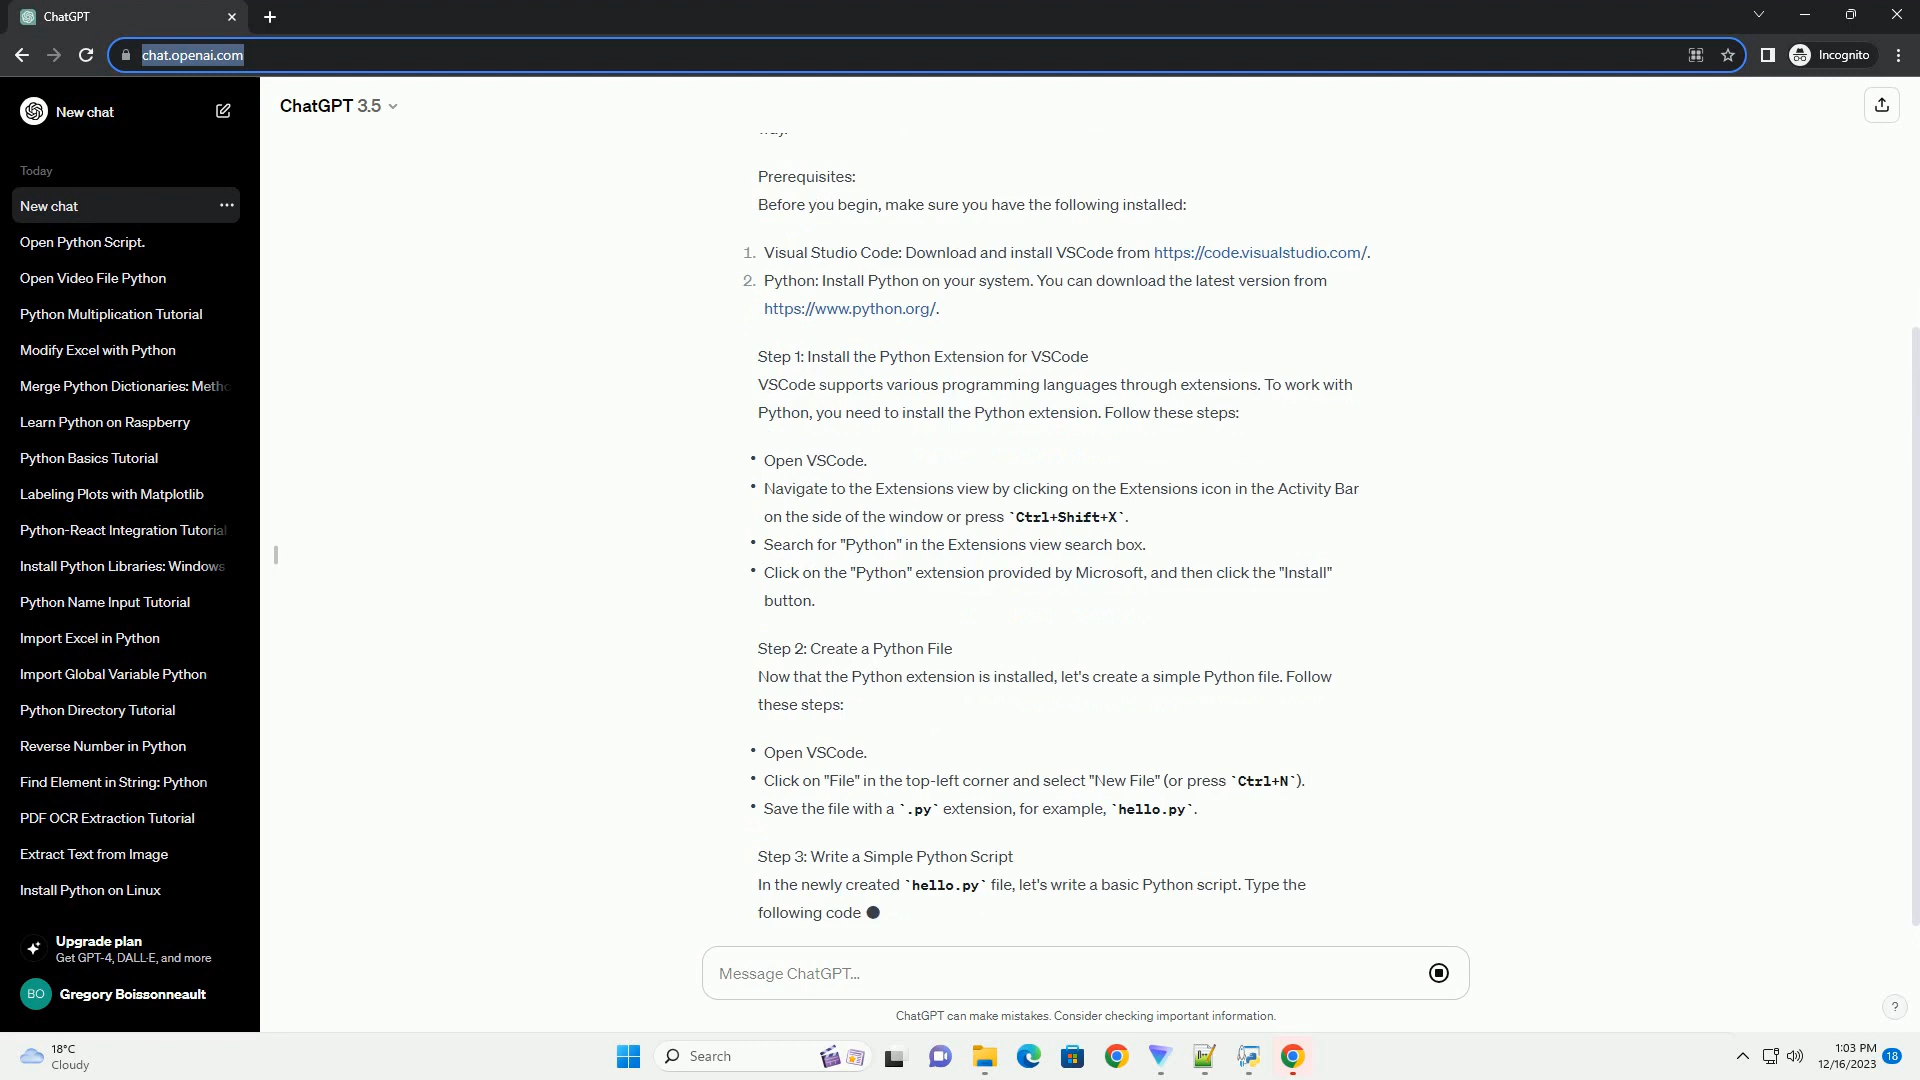 ChatGPT
chat.openai.com
Incognito
New chat
Today
New chat
Open Python Script.
Open Video File Python
Python Multiplication Tutorial
Modify Excel with Python
Merge Python Dictionaries: Metho
Learn Python on Raspberry
Python Basics Tutorial
Labeling Plots with Matplotlib
Python-React Integration Tutorial
Install Python Libraries: Windows
Python Name Input Tutorial
Import Excel in Python
Import Global Variable Python
Python Directory Tutorial
Reverse Number in Python
Find Element in String: Python
PDF OCR Extraction Tutorial
Extract Text from Image
Install Python on Linux
Upgrade plan
Get GPT-4, DALL·E, and more
BO Gregory Boissonneault
ChatGPT 3.5
Prerequisites:
Before you begin, make sure you have the following installed:
1. Visual Studio Code: Download and install VSCode from https://code.visualstudio.com/.
2. Python: Install Python on your system. You can download the latest version from
https://www.python.org/.
Step 1: Install the Python Extension for VSCode
VSCode supports various programming languages through extensions. To work with
Python, you need to install the Python extension. Follow these steps:
• Open VSCode.
• Navigate to the Extensions view by clicking on the Extensions icon in the Activity Bar
on the side of the window or press `Ctrl+Shift+X`.
• Search for "Python" in the Extensions view search box.
• Click on the "Python" extension provided by Microsoft, and then click the "Install"
button.
Step 2: Create a Python File
Now that the Python extension is installed, let's create a simple Python file. Follow
these steps:
• Open VSCode.
• Click on "File" in the top-left corner and select "New File" (or press `Ctrl+N`).
• Save the file with a `.py` extension, for example, `hello.py`.
Step 3: Write a Simple Python Script
In the newly created `hello.py` file, let's write a basic Python script. Type the
following code
Message ChatGPT...
ChatGPT can make mistakes. Consider checking important information.
?
18°C
Cloudy
Search
1:03 PM
12/16/2023
18